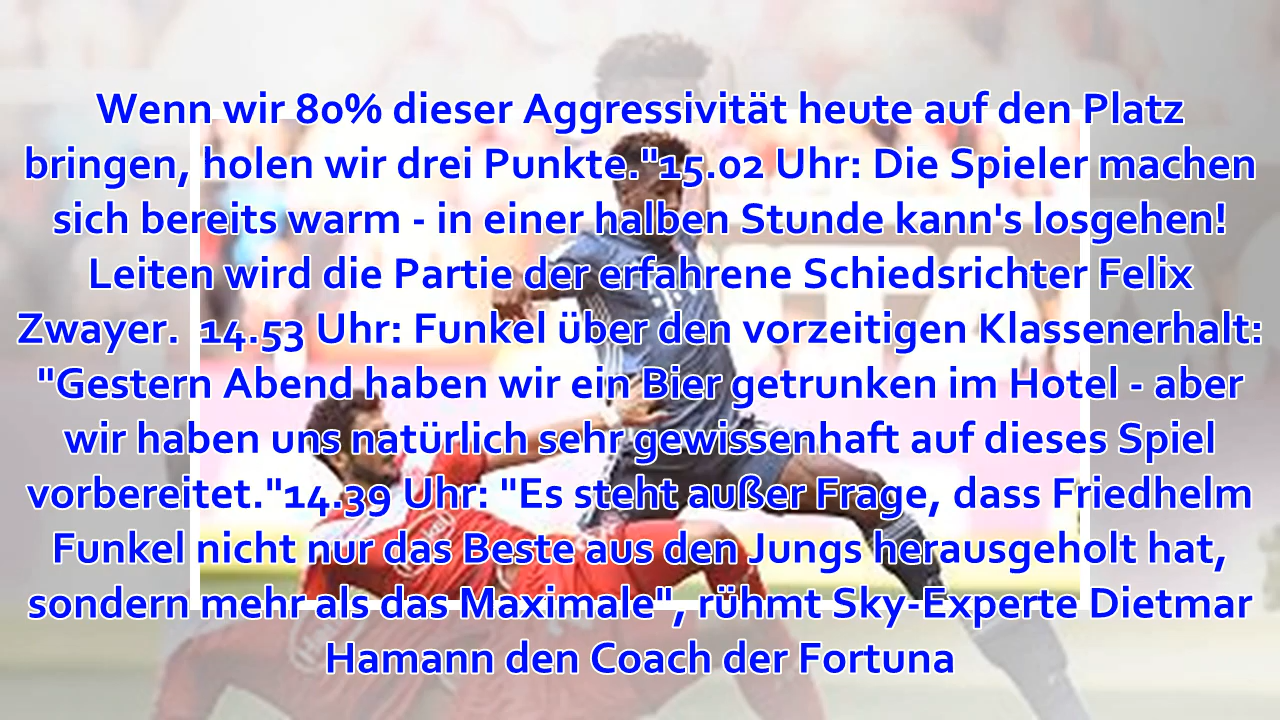 Wenn wir 80% dieser Aggressivität heute auf den Platz
bringen, holen wir drei Punkte."15.02 Uhr: Die Spieler machen
sich bereits warm - in einer halben Stunde kann's losgehen!
Leiten wird die Partie der erfahrene Schiedsrichter Felix
Zwayer.  14.53 Uhr: Funkel über den vorzeitigen Klassenerhalt:
"Gestern Abend haben wir ein Bier getrunken im Hotel - aber
wir haben uns natürlich sehr gewissenhaft auf dieses Spiel
vorbereitet."14.39 Uhr: "Es steht außer Frage, dass Friedhelm
Funkel nicht nur das Beste aus den Jungs herausgeholt hat,
sondern mehr als das Maximale", rühmt Sky-Experte Dietmar
Hamann den Coach der Fortuna